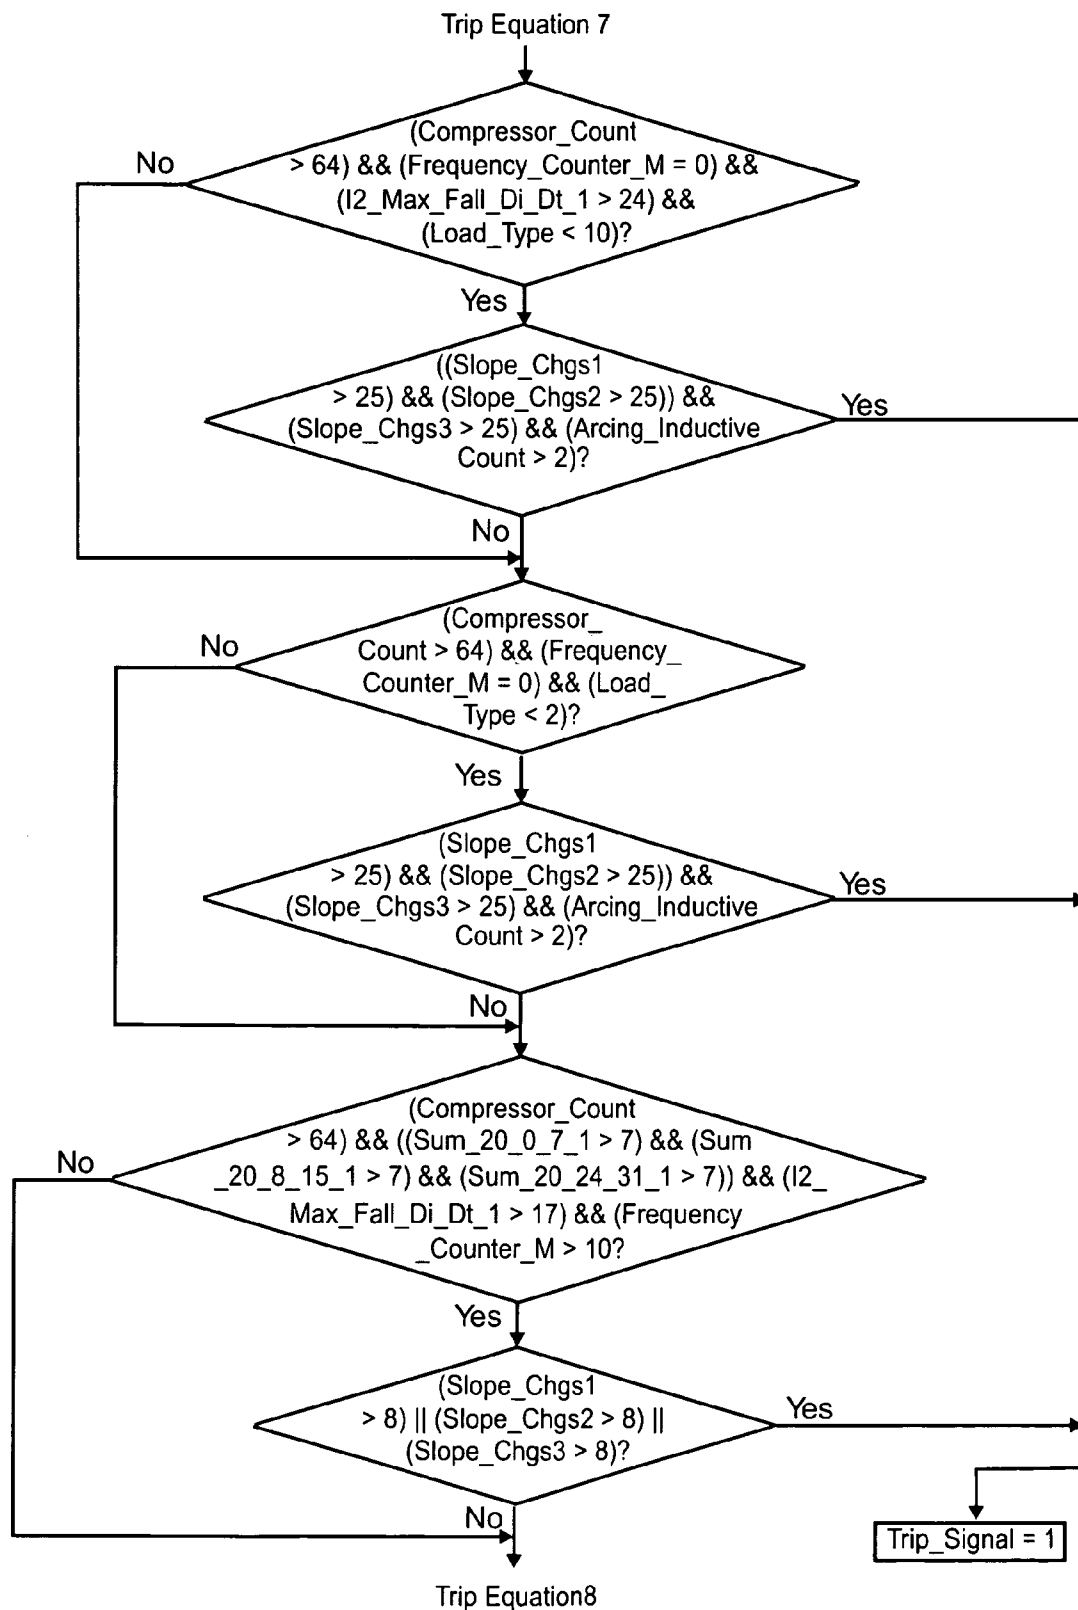 Trip Equation 7
(Compressor_Count
No
> 64) && (Frequency_Counter_M = 0) &&
(I2_Max_Fall_Di_Dt_1 > 24) &&
(Load_Type < 10)?
Yes
((Slope_Chgs1
> 25) && (Slope_Chgs2 > 25)) &&
Yes
(Slope_Chgs3 > 25) && (Arcing_Inductive
Count > 2)?
No
(Compressor_
No
Count > 64) && (Frequency_
Counter_M = 0) && (Load_
Type < 2)?
Yes
(Slope_Chgs1
> 25) && (Slope_Chgs2 > 25)) &&
Yes
(Slope_Chgs3 > 25) && (Arcing_Inductive
Count > 2)?
No
(Compressor_Count
> 64) && ((Sum_20_0_7_1 > 7) && (Sum
No
_20_8_15_1 > 7) && (Sum_20_24_31_1 > 7)) && (I2_
Max_Fall_Di_Dt_1 > 17) && (Frequency
_Counter_M > 10?
Yes
(Slope_Chgs1
> 8) || (Slope_Chgs2 > 8) ||
Yes
(Slope_Chgs3 > 8)?
No
Trip_Signal = 1
Trip Equation8